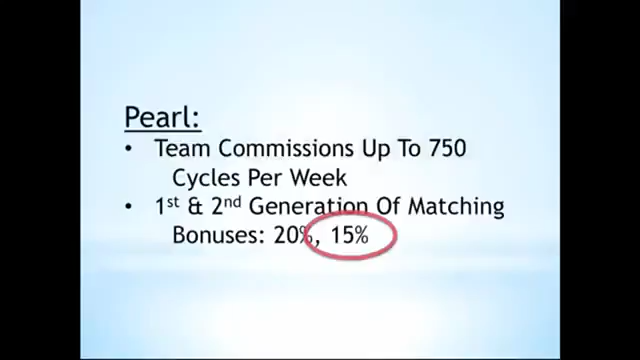 Pearl:
• Team Commissions Up To 750
Cycles Per Week
• 1st & 2nd Generation Of Matching
Bonuses: 20%, 15%